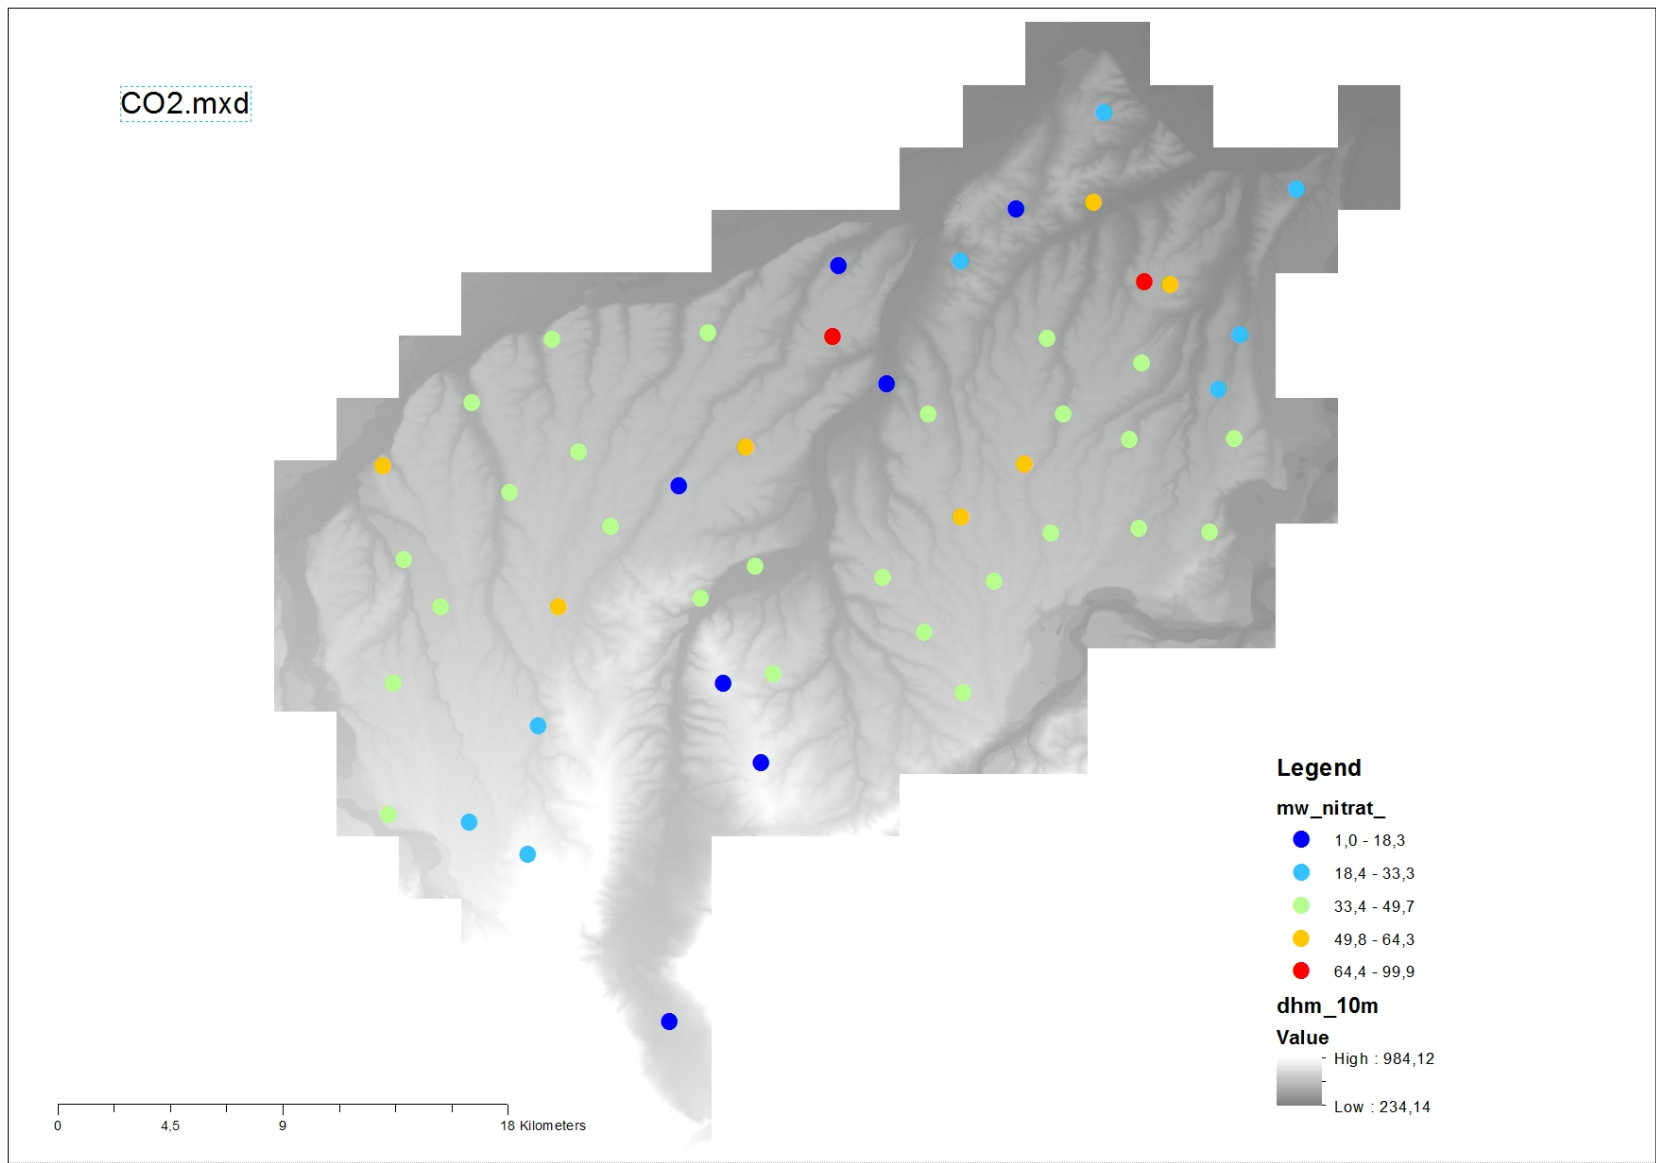 CO2.mxd
Legend
mw_nitrat_
1,0 - 18,3
18,4 - 33,3
33,4 - 49,7
49,8 - 64,3
64,4 - 99,9
dhm_10m
Value
High : 984,12
Low : 234,14
0 4,5 9 18 Kilometers